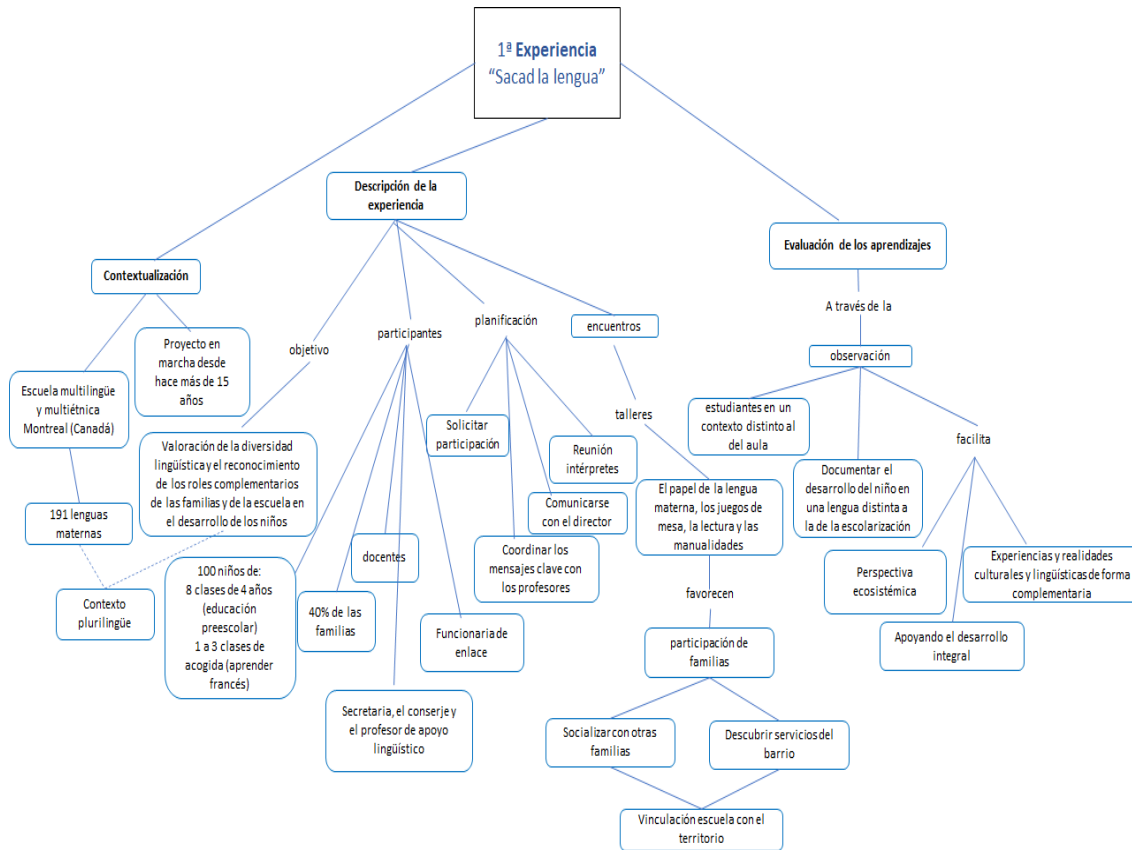 1ª Experiencia
“Sacad la lengua”
Descripción de la
experiencia
Evaluación de los aprendizajes
Contextualización
A través de la
planificación
encuentros
participantes
objetivo
Proyecto en
marcha desde
hace más de 15
años
observación
Escuela multilingüe
y multiétnica
Montreal (Canadá)
estudiantes en un
contexto distinto al
del aula
talleres
Solicitar
participación
facilita
Valoración de la diversidad
lingüística y el reconocimiento
de los roles complementarios
de las familias y de la escuela en
el desarrollo de los niños
Reunión
intérpretes
Documentar el
desarrollo del niño en
una lengua distinta a
la de la escolarización
El papel de la lengua
materna, los juegos de
mesa, la lectura y las
manualidades
Comunicarse
con el director
191 lenguas
maternas
Coordinar los
mensajes clave con
los profesores
docentes
Experiencias y realidades
culturales y lingüísticas de forma
complementaria
Perspectiva
ecosistémica
100 niños de:
8 clases de 4 años
(educación
preescolar)
1 a 3 clases de
acogida (aprender
francés)
Contexto
plurilingüe
40% de las
familias
favorecen
Funcionaria de
enlace
Apoyando el desarrollo
integral
participación de
familias
Secretaria, el conserje y
el profesor de apoyo
lingüístico
Socializar con otras
familias
Descubrir servicios del
barrio
Vinculación escuela con el
territorio